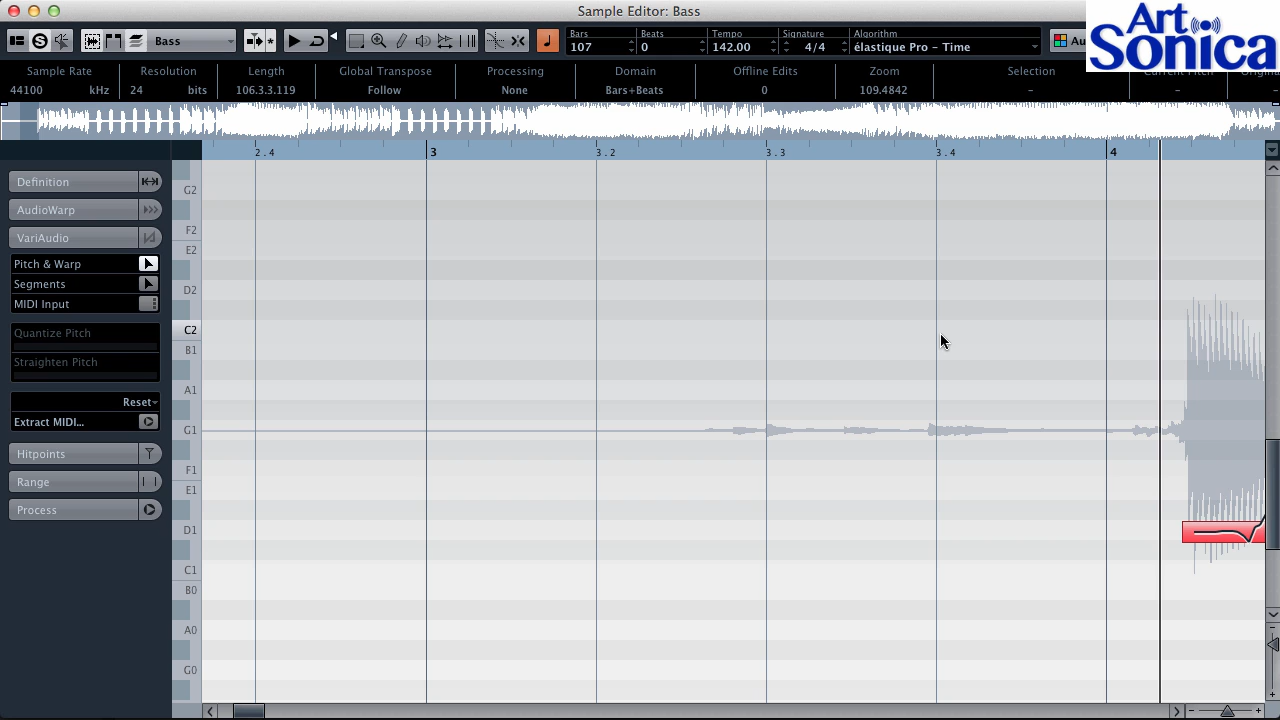 Sample Editor: Bass
Art Sonica
Bass
Bars 107
Beats 0
Tempo 142.00
Signature 4/4
Algorithm élastique Pro – Time
Au
Sample Rate 44100 kHz
Resolution 24 bits
Length 106.3.3.119
Global Transpose Follow
Processing None
Domain Bars+Beats
Offline Edits 0
Zoom 109.4842
Selection –
Current Pitch –
2.4 3 3.2 3.3 3.4 4
Definition
AudioWarp
VariAudio
Pitch & Warp
Segments
MIDI Input
Quantize Pitch
Straighten Pitch
Reset
Extract MIDI...
Hitpoints
Range
Process
G2
F2
E2
D2
C2
B1
A1
G1
F1
E1
D1
C1
B0
A0
G0